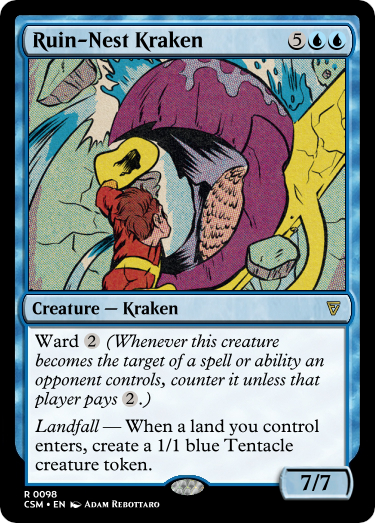 Ruin-Nest Kraken 5
Creature — Kraken
Ward 2 (Whenever this creature
becomes the target of a spell or ability an
opponent controls, counter it unless that
player pays 2.)
Landfall — When a land you control
enters, create a 1/1 blue Tentacle
creature token.
7/7
R 0098
CSM • EN Adam Rebottaro